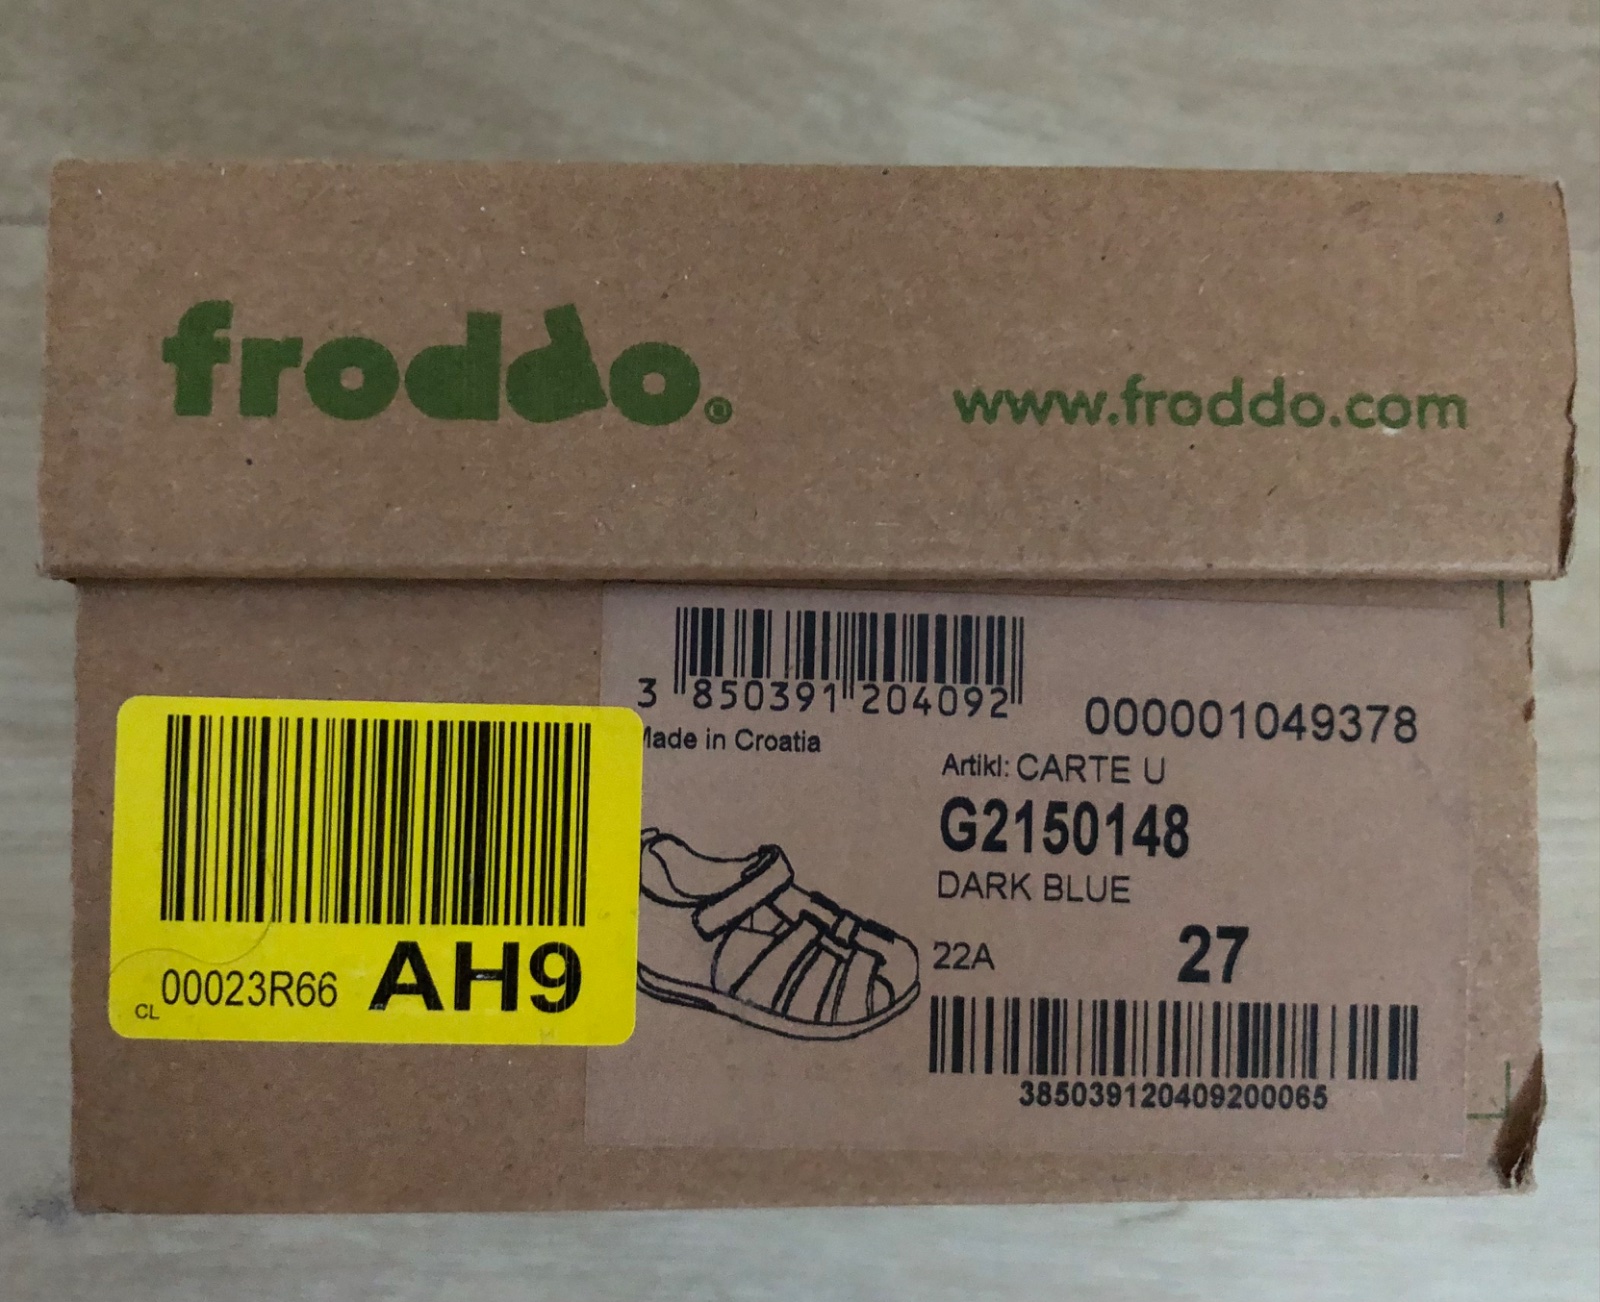 froddo®
www.froddo.com
3 850391 204092
Made in Croatia
000001049378
Artikl: CARTE U
G2150148
DARK BLUE
22A 27
385039120409200065
CL 00023R66 AH9